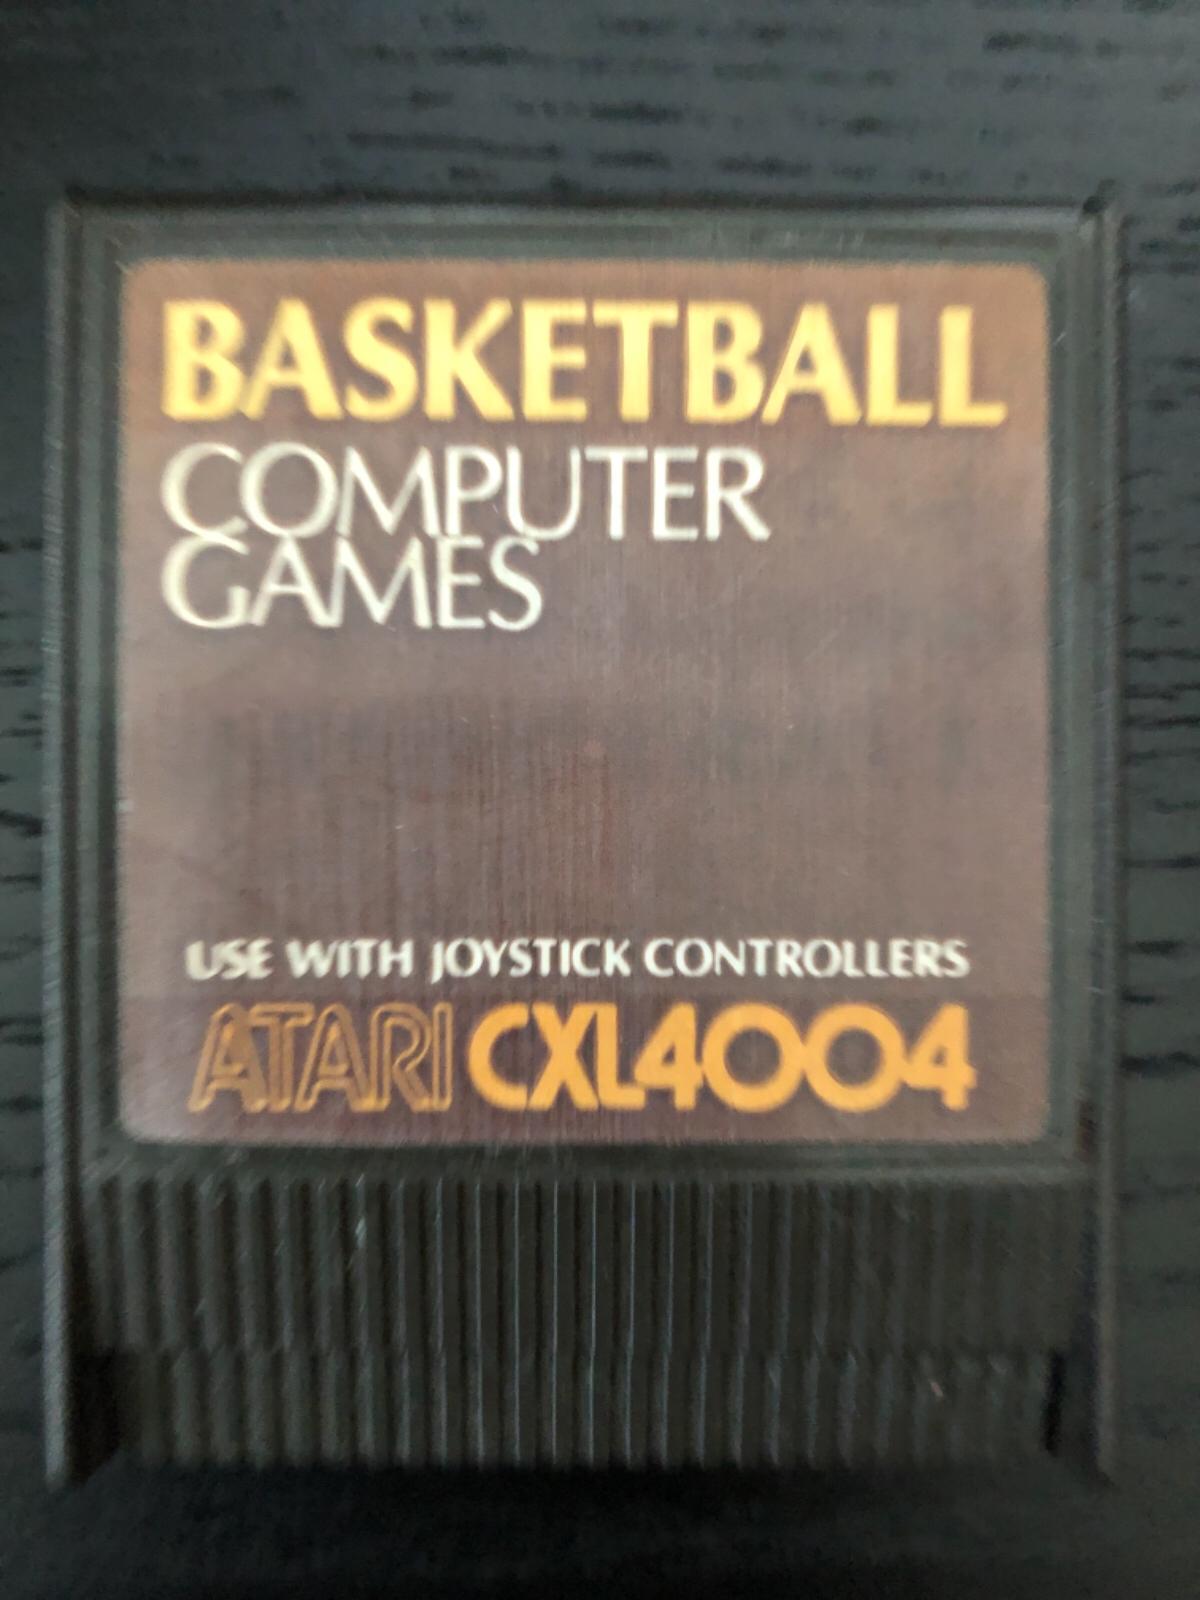 BASKETBALL
COMPUTER
GAMES
USE WITH JOYSTICK CONTROLLERS
ATARI CXL4004